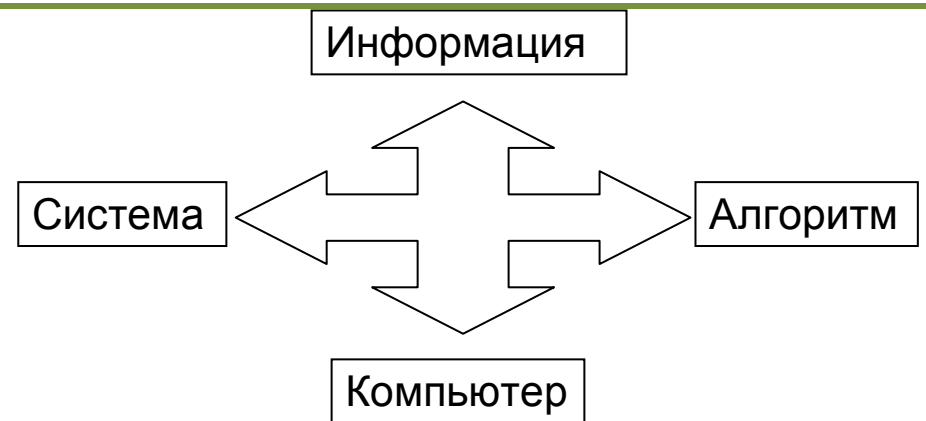 Информация
Система
Алгоритм
Компьютер